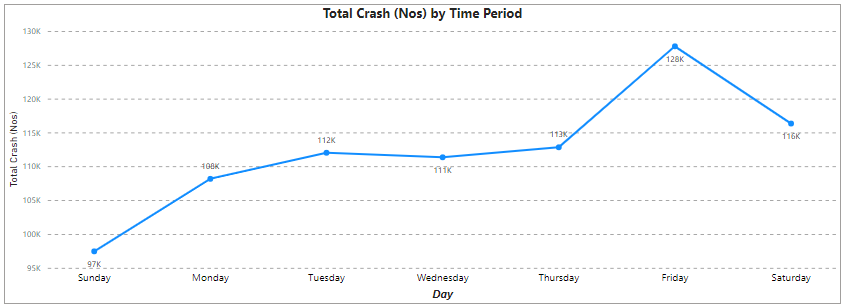 Total Crash (Nos) by Time Period
Total Crash (Nos)
130K
125K
120K
115K
110K
105K
100K
95K
97K
108K
112K
111K
113K
128K
116K
Sunday
Monday
Tuesday
Wednesday
Thursday
Friday
Saturday
Day